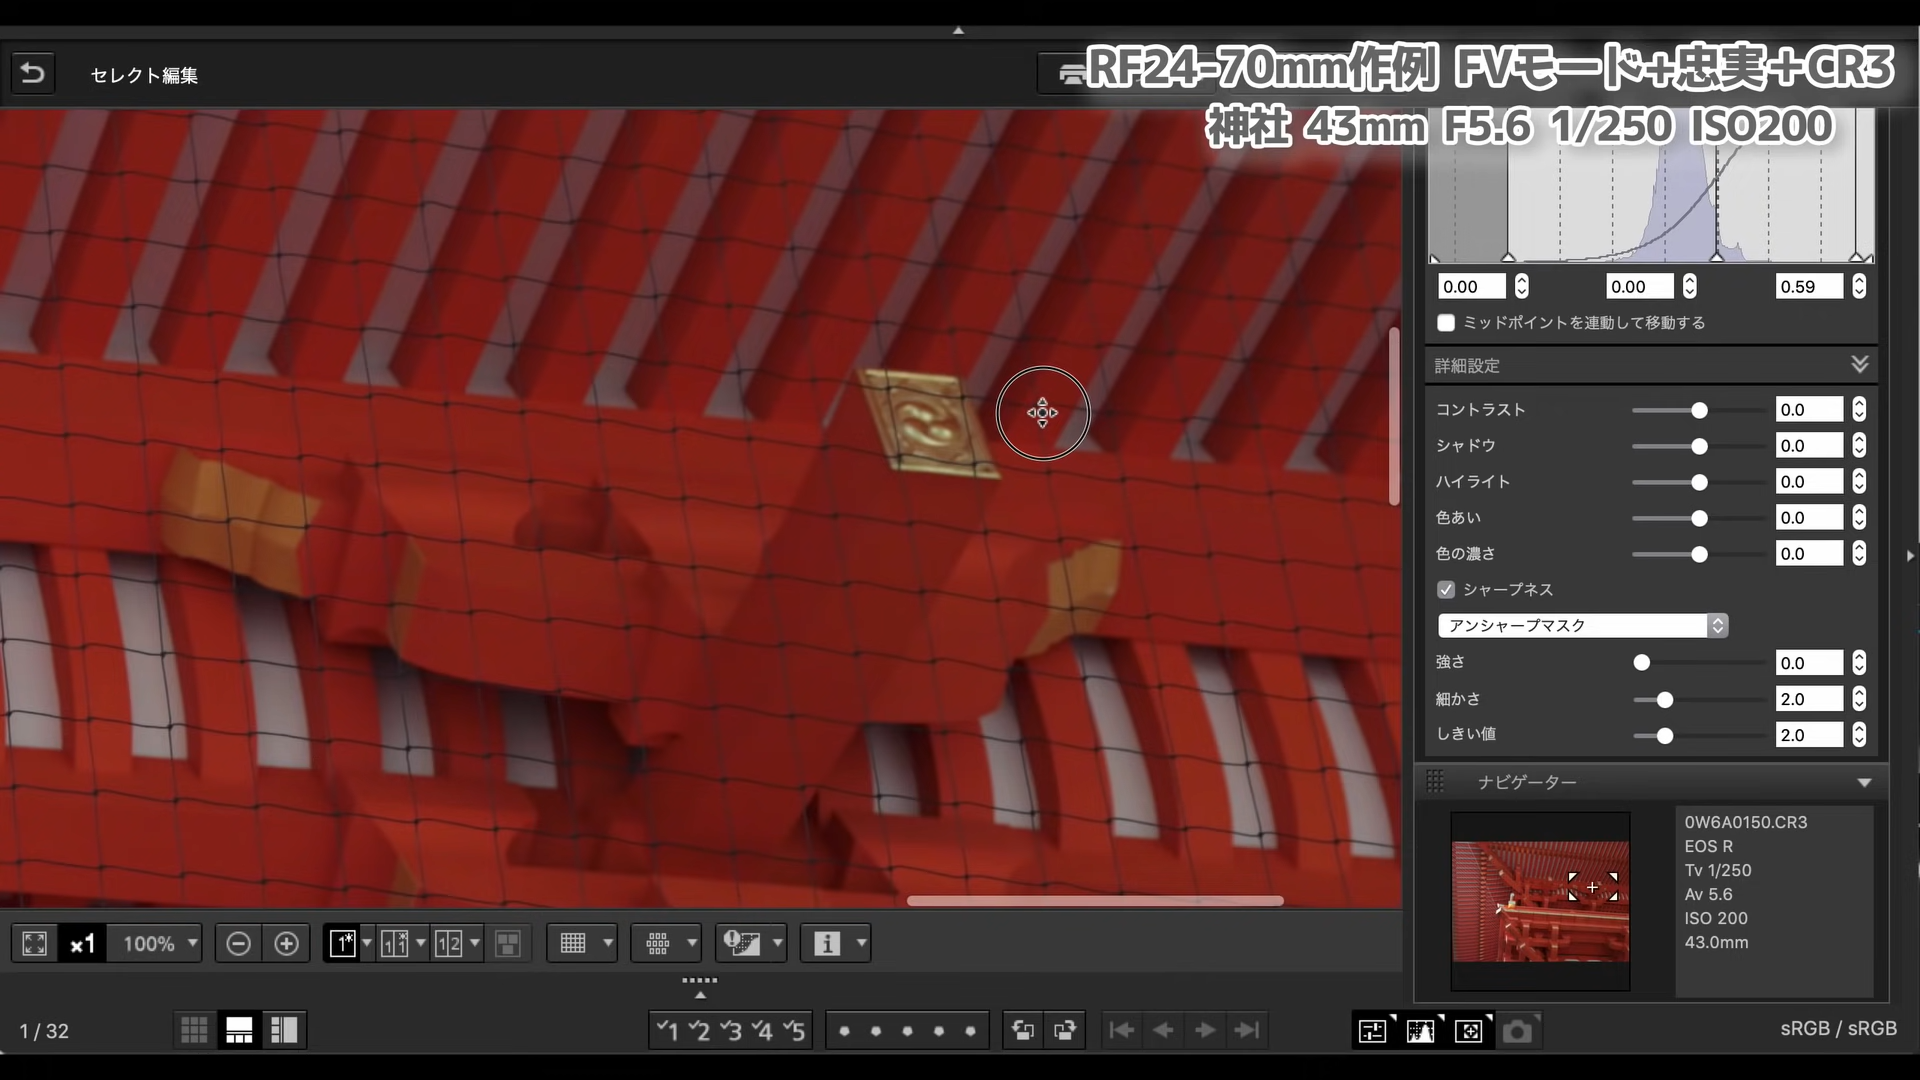 セレクト編集
RF24-70mm作例 FVモード+忠実+CR3
神社 43mm F5.6 1/250 ISO200
0.00
0.00
0.59
ミッドポイントを連動して移動する
詳細設定
コントラスト 0.0
シャドウ 0.0
ハイライト 0.0
色あい 0.0
色の濃さ 0.0
シャープネス
アンシャープマスク
強さ 0.0
細かさ 2.0
しきい値 2.0
ナビゲーター
0W6A0150.CR3
EOS R
Tv 1/250
Av 5.6
ISO 200
43.0mm
x1 100%
1 / 32
1 2 3 4 5
sRGB / sRGB